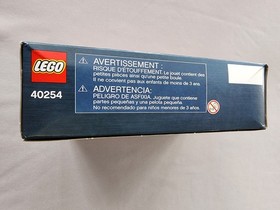 LEGO
40254
AVERTISSEMENT :
RISQUE D'ÉTOUFFEMENT. Le jouet contient des
petites pièces ainsi qu'une petite boule.
Il ne convient pas aux enfants de moins de 3 ans.
ADVERTENCIA:
PELIGRO DE ASFIXIA. Juguete que contiene
partes pequeñas y una pelota pequeña.
No recomendado para niños menores de 3 años.